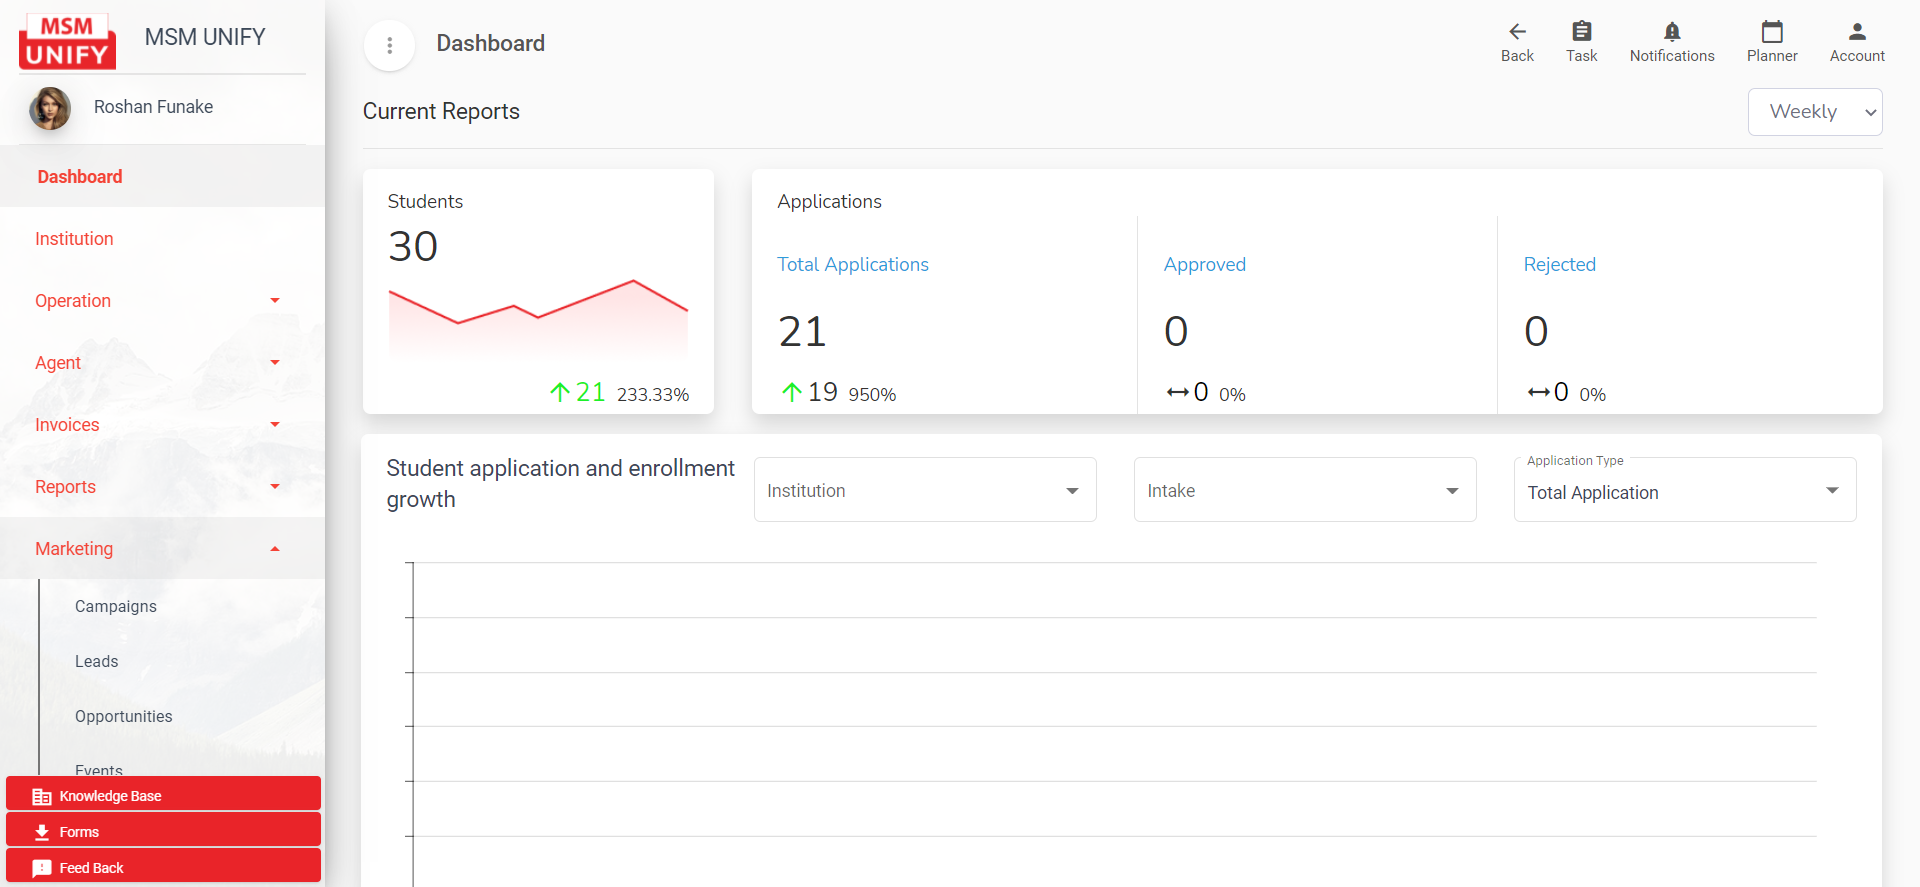 MSM
UNIFY
MSM UNIFY
Roshan Funake
Dashboard
Institution
Operation
Agent
Invoices
Reports
Marketing
Campaigns
Leads
Opportunities
Events
Knowledge Base
Forms
Feed Back
Dashboard
Back
Task
Notifications
Planner
Account
Current Reports
Weekly
Students
30
21 233.33%
Applications
Total Applications
21
19 950%
Approved
0
0 0%
Rejected
0
0 0%
Student application and enrollment
growth
Institution
Intake
Application Type
Total Application